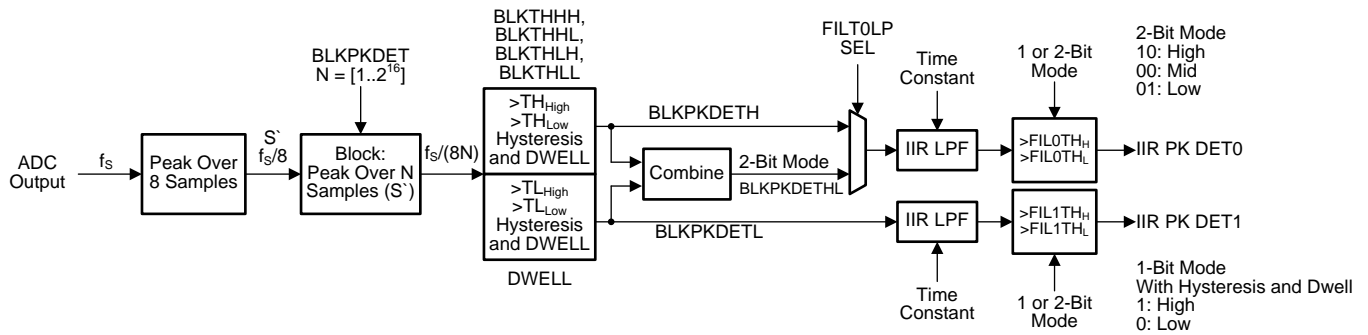 BLKTHHH,
BLKTHHL,
BLKTHLH,
BLKTHLL
BLKPKDET
N = [1..2^16]
FILT0LP
SEL
Time
Constant
1 or 2-Bit
Mode
2-Bit Mode
10: High
00: Mid
01: Low
ADC
Output
fS
Peak Over
8 Samples
S`
fS/8
Block:
Peak Over N
Samples (S`)
fS/(8N)
>THHigh
>THLow
Hysteresis
and DWELL
>TLHigh
>TLLow
Hysteresis
and DWELL
DWELL
BLKPKDETH
Combine
2-Bit Mode
BLKPKDETHL
BLKPKDETL
IIR LPF
>FIL0THH
>FIL0THL
IIR PK DET0
IIR LPF
>FIL1THH
>FIL1THL
IIR PK DET1
Time
Constant
1 or 2-Bit
Mode
1-Bit Mode
With Hysteresis and Dwell
1: High
0: Low